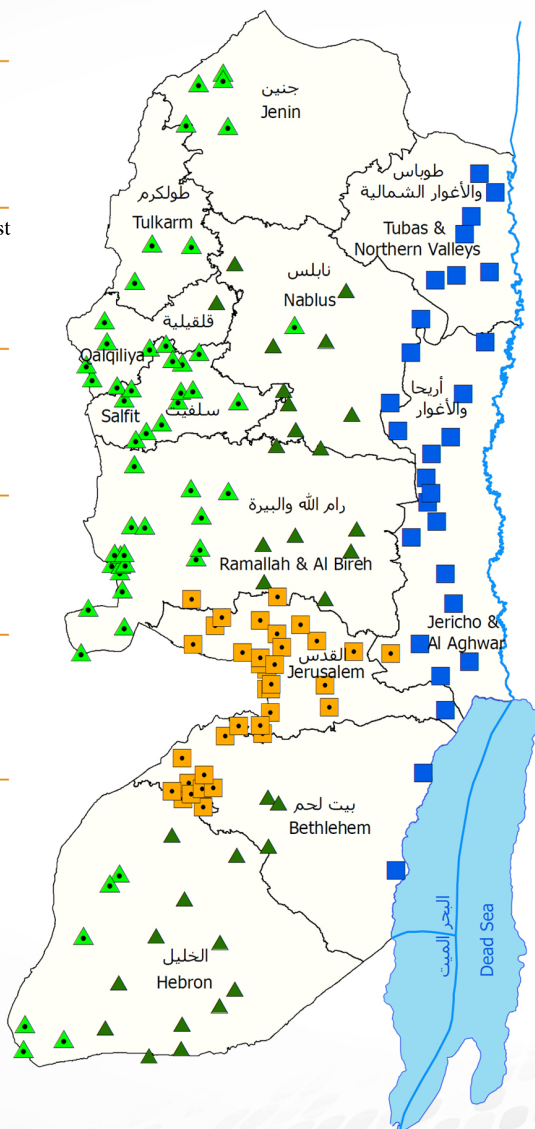 جنين
Jenin
طوباس
والأغوار الشمالية
Tubas &
Northern Valleys
طولكرم
Tulkarm
st
نابلس
Nablus
قلقيلية
Qalqiliya
أريحا
والأغوار
سلفيت
Salfit
رام الله والبيرة
Ramallah & Al Bireh
Jericho &
Al Aghwar
القدس
Jerusalem
بيت لحم
Bethlehem
البحر الميت
Dead Sea
الخليل
Hebron